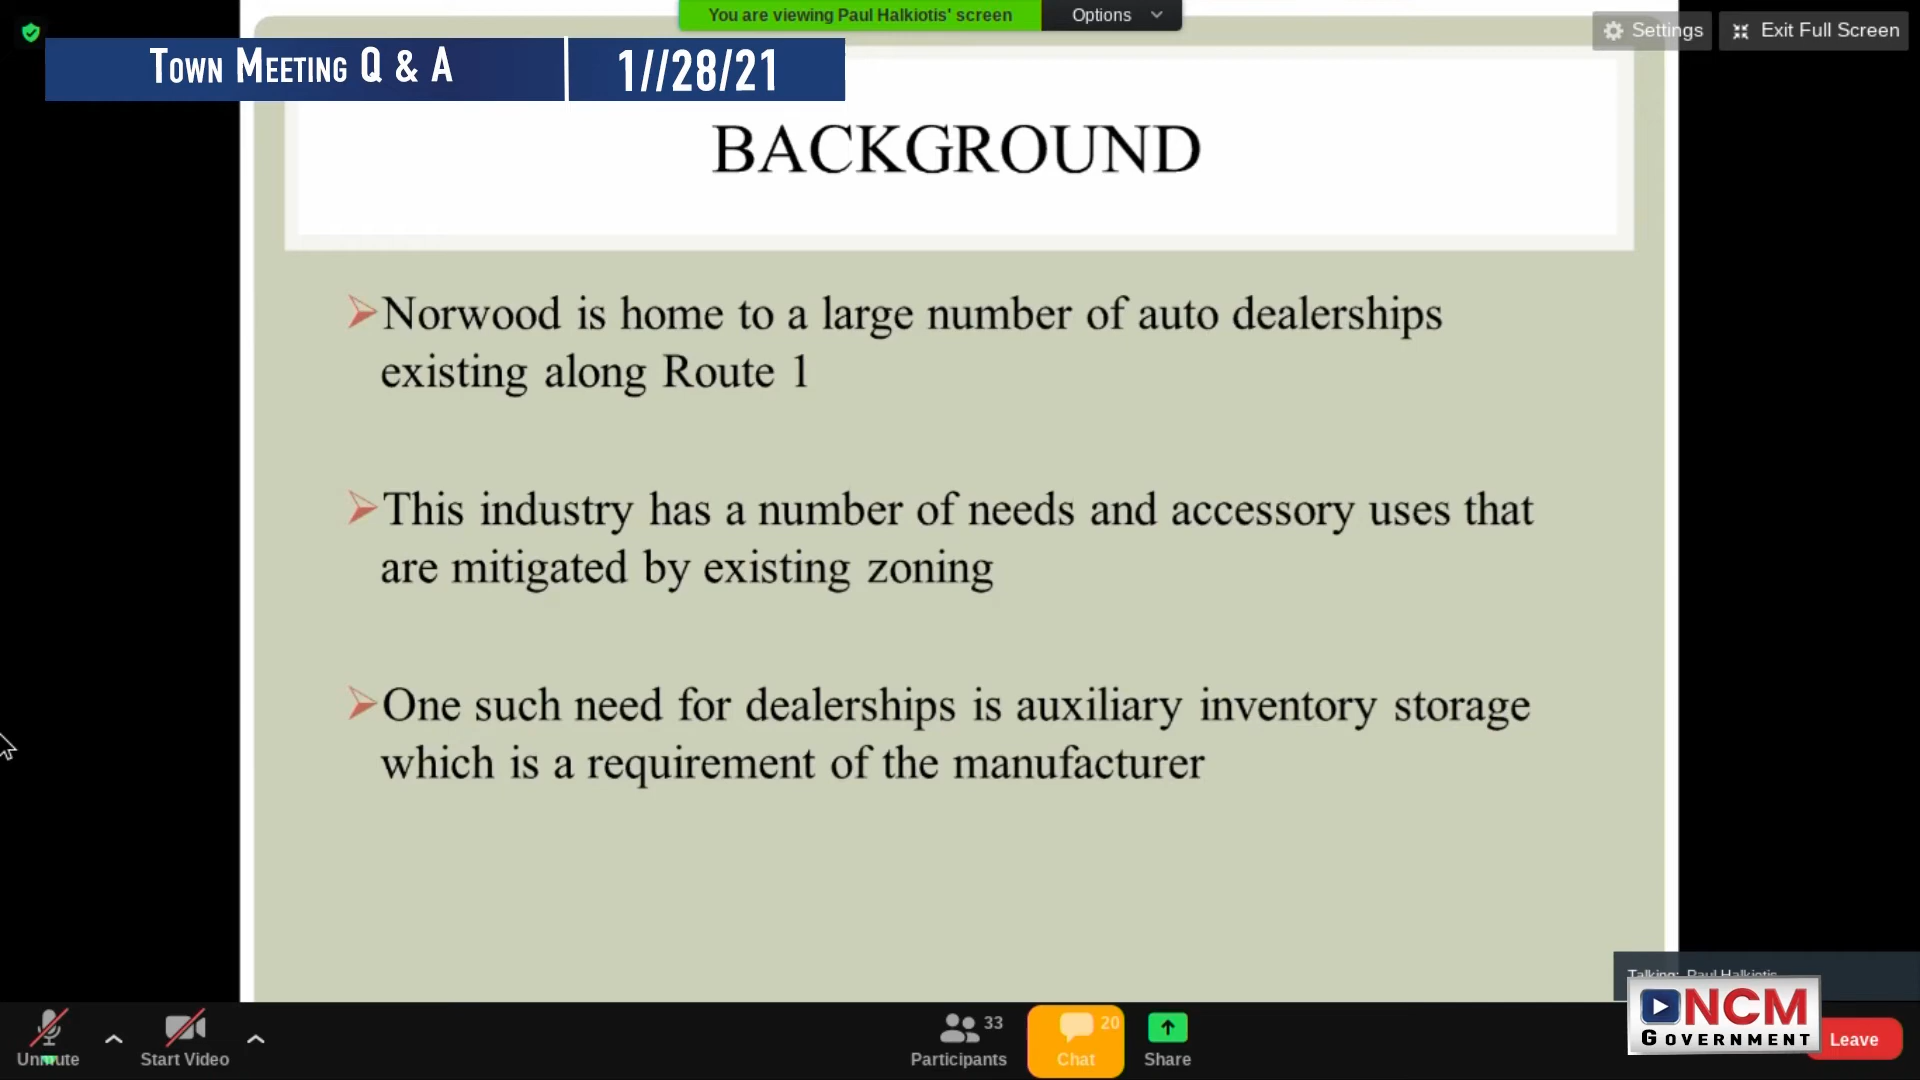 You are viewing Paul Halkiotis' screen
Options
Settings
Exit Full Screen
Town Meeting Q & A
1//28/21
BACKGROUND
Norwood is home to a large number of auto dealerships
existing along Route 1
This industry has a number of needs and accessory uses that
are mitigated by existing zoning
One such need for dealerships is auxiliary inventory storage
which is a requirement of the manufacturer
Talking: Paul Halkiotis
NCM
Government
Unmute
Start Video
33
Participants
20
Chat
Share
Leave